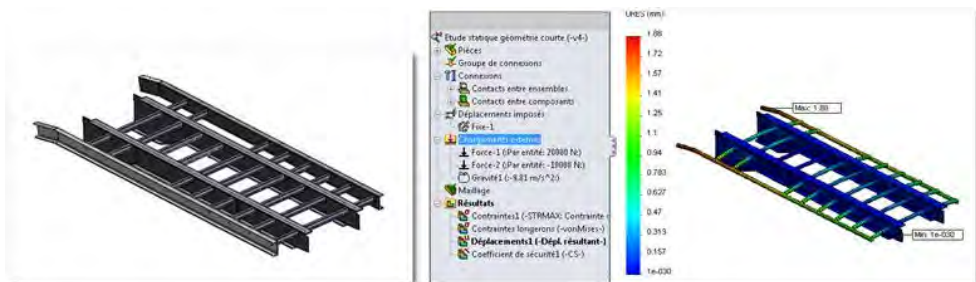 Etude statique géométrie courte (-v4-)
Pièces
Groupe de connexions
Connexions
Contacts entre ensembles
Contacts entre composants
Déplacements imposés
Fixe-1
Chargements externes
Force-1 (:Par entité: 20000 N:)
Force-2 (:Par entité: -10000 N:)
Gravité1 (:-9.81 m/s^2:)
Maillage
Résultats
Contraintes1 (-STRMAX: Contrainte
Contraintes longerons (-vonMises-)
Déplacements1 (-Dépl. résultant-)
Coefficient de sécurité1 (-CS-)
URES (mm)
1.88
1.72
1.57
1.41
1.25
1.1
0.94
0.783
0.627
0.47
0.313
0.157
1e-030
Max: 1.88
Min: 1e-030